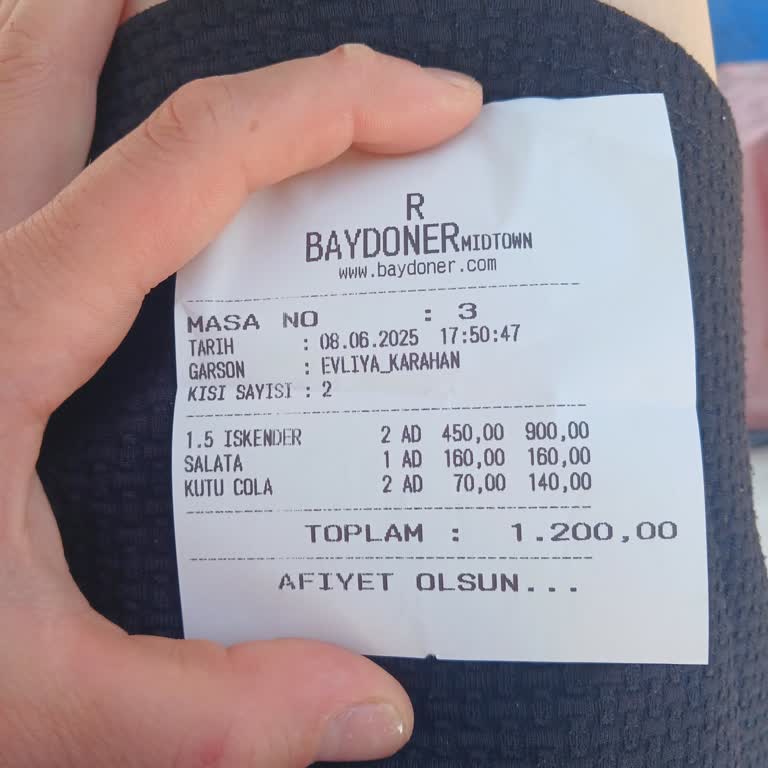 R
BAYDONER MIDTOWN
www.baydoner.com
MASA NO : 3
TARIH : 08.06.2025 17:50:47
GARSON : EVLIYA_KARAHAN
KISI SAYISI : 2
1.5 ISKENDER 2 AD 450,00 900,00
SALATA 1 AD 160,00 160,00
KUTU COLA 2 AD 70,00 140,00
TOPLAM : 1.200,00
AFIYET OLSUN...